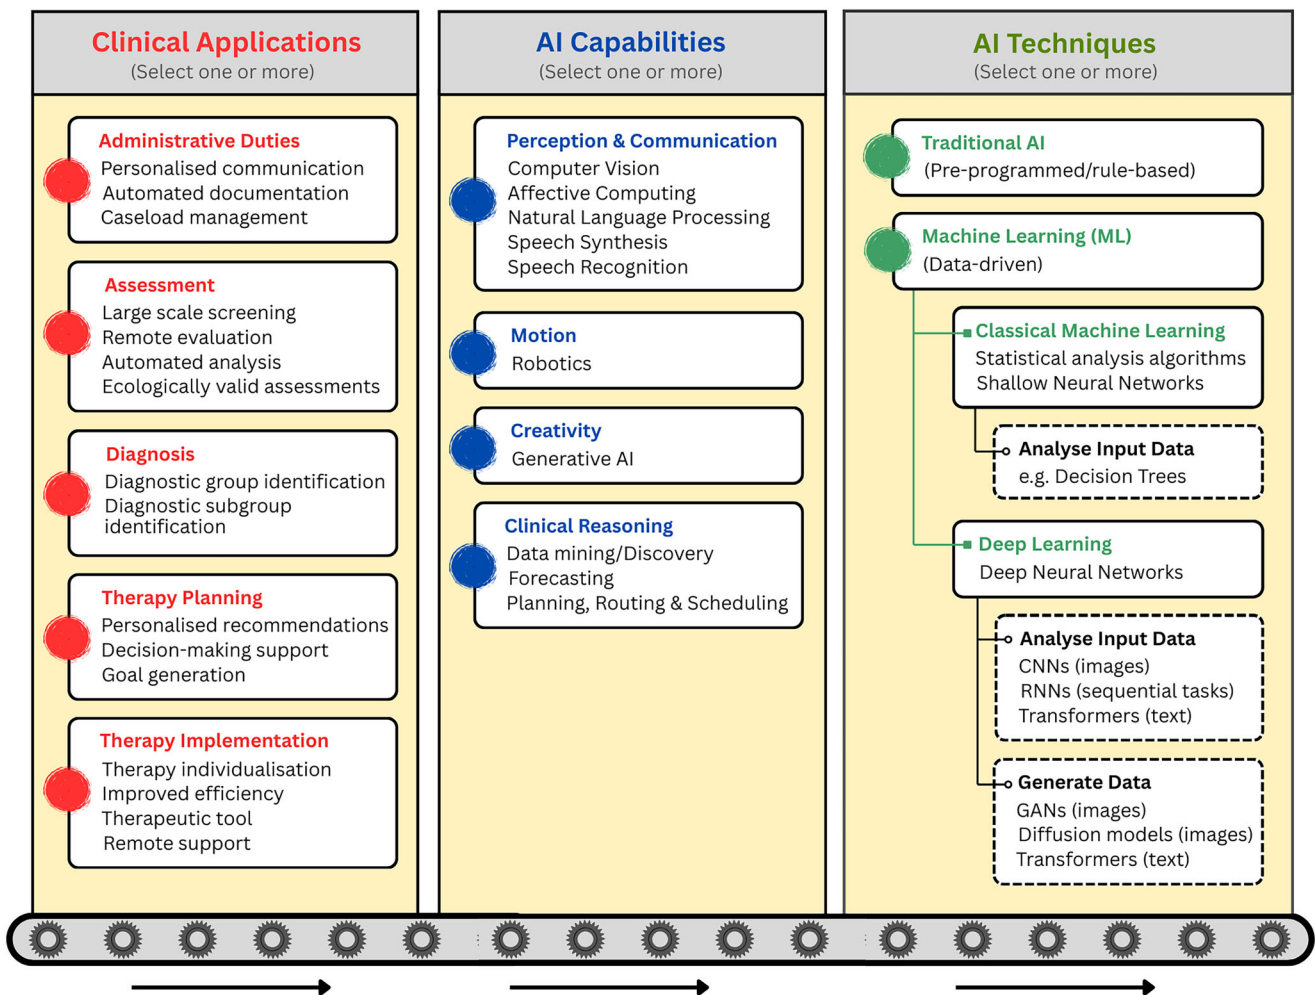 Clinical Applications
(Select one or more)
Administrative Duties
Personalised communication
Automated documentation
Caseload management
Assessment
Large scale screening
Remote evaluation
Automated analysis
Ecologically valid assessments
Diagnosis
Diagnostic group identification
Diagnostic subgroup
identification
Therapy Planning
Personalised recommendations
Decision-making support
Goal generation
Therapy Implementation
Therapy individualisation
Improved efficiency
Therapeutic tool
Remote support
AI Capabilities
(Select one or more)
Perception & Communication
Computer Vision
Affective Computing
Natural Language Processing
Speech Synthesis
Speech Recognition
Motion
Robotics
Creativity
Generative AI
Clinical Reasoning
Data mining/Discovery
Forecasting
Planning, Routing & Scheduling
AI Techniques
(Select one or more)
Traditional AI
(Pre-programmed/rule-based)
Machine Learning (ML)
(Data-driven)
Classical Machine Learning
Statistical analysis algorithms
Shallow Neural Networks
Analyse Input Data
e.g. Decision Trees
Deep Learning
Deep Neural Networks
Analyse Input Data
CNNs (images)
RNNs (sequential tasks)
Transformers (text)
Generate Data
GANs (images)
Diffusion models (images)
Transformers (text)